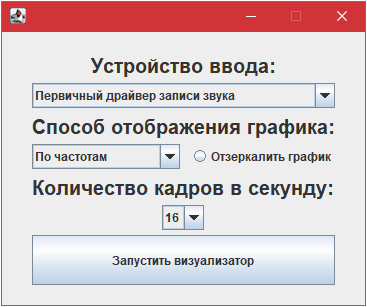 Устройство ввода:
Первичный драйвер записи звука
Способ отображения графика:
По частотам
Отзеркалить график
Количество кадров в секунду:
16
Запустить визуализатор